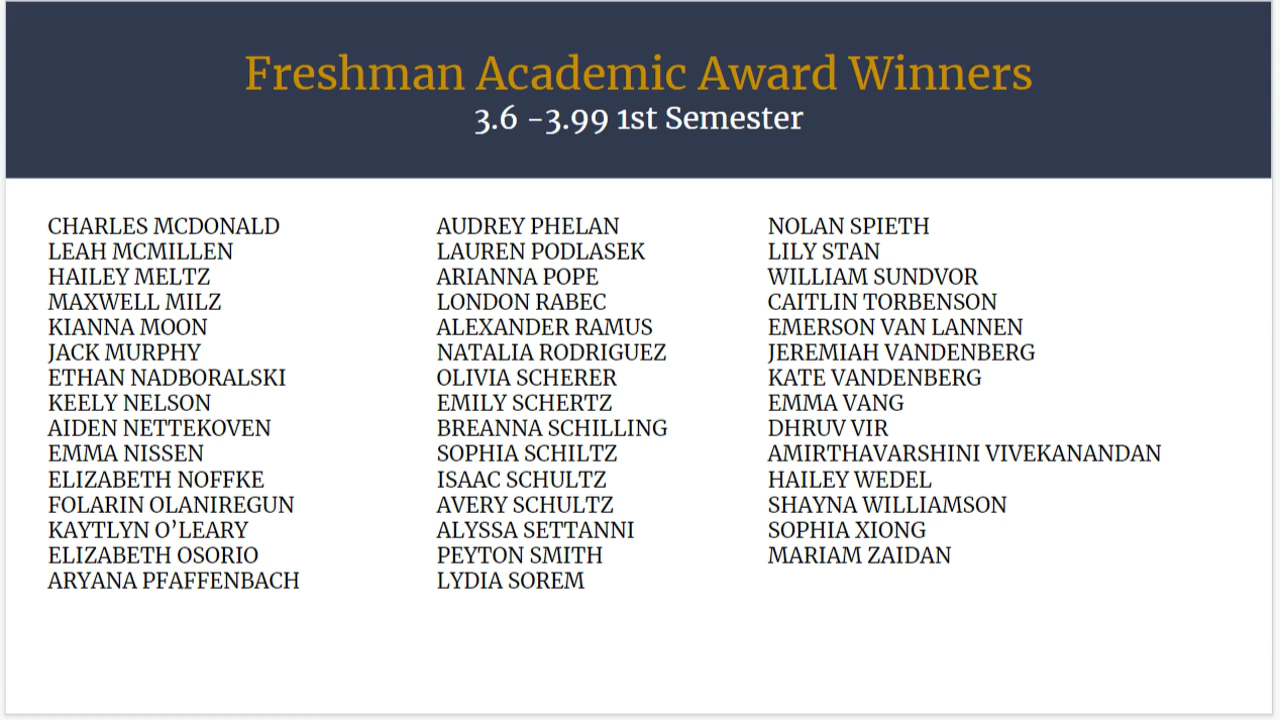 Freshman Academic Award Winners
3.6 -3.99 1st Semester
CHARLES MCDONALD
LEAH MCMILLEN
HAILEY MELTZ
MAXWELL MILZ
KIANNA MOON
JACK MURPHY
ETHAN NADBORALSKI
KEELY NELSON
AIDEN NETTEKOVEN
EMMA NISSEN
ELIZABETH NOFFKE
FOLARIN OLANIREGUN
KAYTLYN O’LEARY
ELIZABETH OSORIO
ARYANA PFAFFENBACH
AUDREY PHELAN
LAUREN PODLASEK
ARIANNA POPE
LONDON RABEC
ALEXANDER RAMUS
NATALIA RODRIGUEZ
OLIVIA SCHERER
EMILY SCHERTZ
BREANNA SCHILLING
SOPHIA SCHILTZ
ISAAC SCHULTZ
AVERY SCHULTZ
ALYSSA SETTANNI
PEYTON SMITH
LYDIA SOREM
NOLAN SPIETH
LILY STAN
WILLIAM SUNDVOR
CAITLIN TORBENSON
EMERSON VAN LANNEN
JEREMIAH VANDENBERG
KATE VANDENBERG
EMMA VANG
DHRUV VIR
AMIRTHAVARSHINI VIVEKANANDAN
HAILEY WEDEL
SHAYNA WILLIAMSON
SOPHIA XIONG
MARIAM ZAIDAN